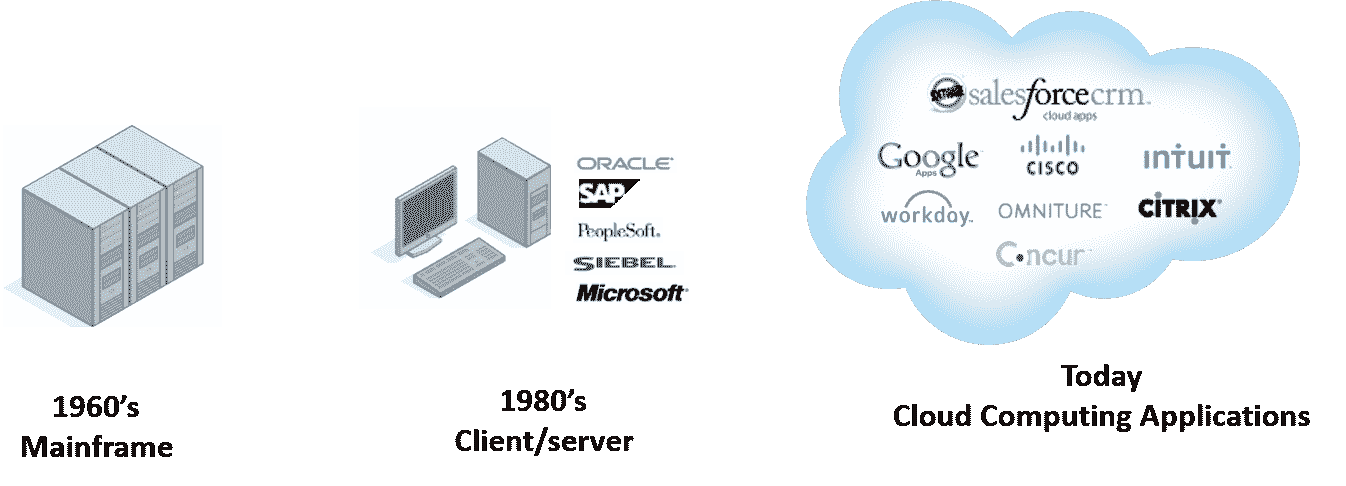 salesforcecrm
cloud apps
Google
Apps
CISCO
intuit
workday
OMNITURE
CITRIX
Concur
ORACLE
SAP
PeopleSoft.
SIEBEL
Microsoft
1960's
Mainframe
1980's
Client/server
Today
Cloud Computing Applications